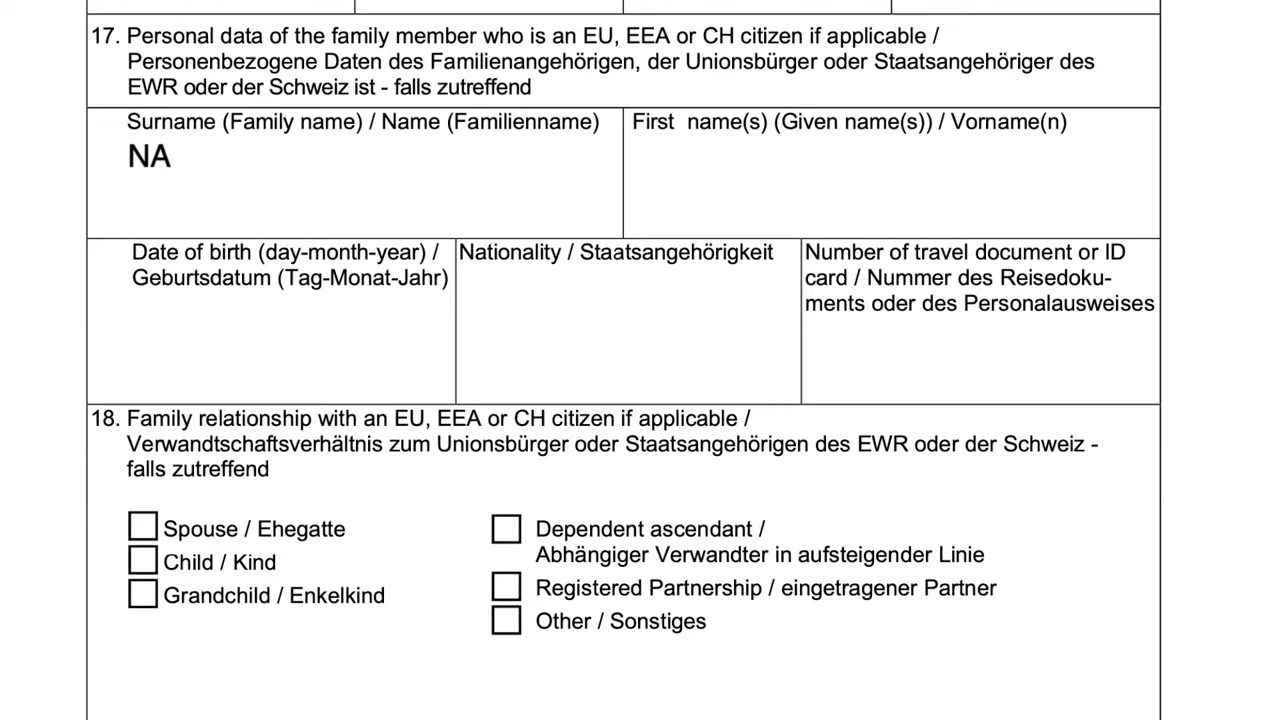 17. Personal data of the family member who is an EU, EEA or CH citizen if applicable /
Personenbezogene Daten des Familienangehörigen, der Unionsbürger oder Staatsangehöriger des
EWR oder der Schweiz ist - falls zutreffend
Surname (Family name) / Name (Familienname)
NA
First name(s) (Given name(s)) / Vorname(n)
Date of birth (day-month-year) /
Geburtsdatum (Tag-Monat-Jahr)
Nationality / Staatsangehörigkeit
Number of travel document or ID
card / Nummer des Reisedoku-
ments oder des Personalausweises
18. Family relationship with an EU, EEA or CH citizen if applicable /
Verwandtschaftsverhältnis zum Unionsbürger oder Staatsangehörigen des EWR oder der Schweiz -
falls zutreffend
Spouse / Ehegatte
Child / Kind
Grandchild / Enkelkind
Dependent ascendant /
Abhängiger Verwandter in aufsteigender Linie
Registered Partnership / eingetragener Partner
Other / Sonstiges